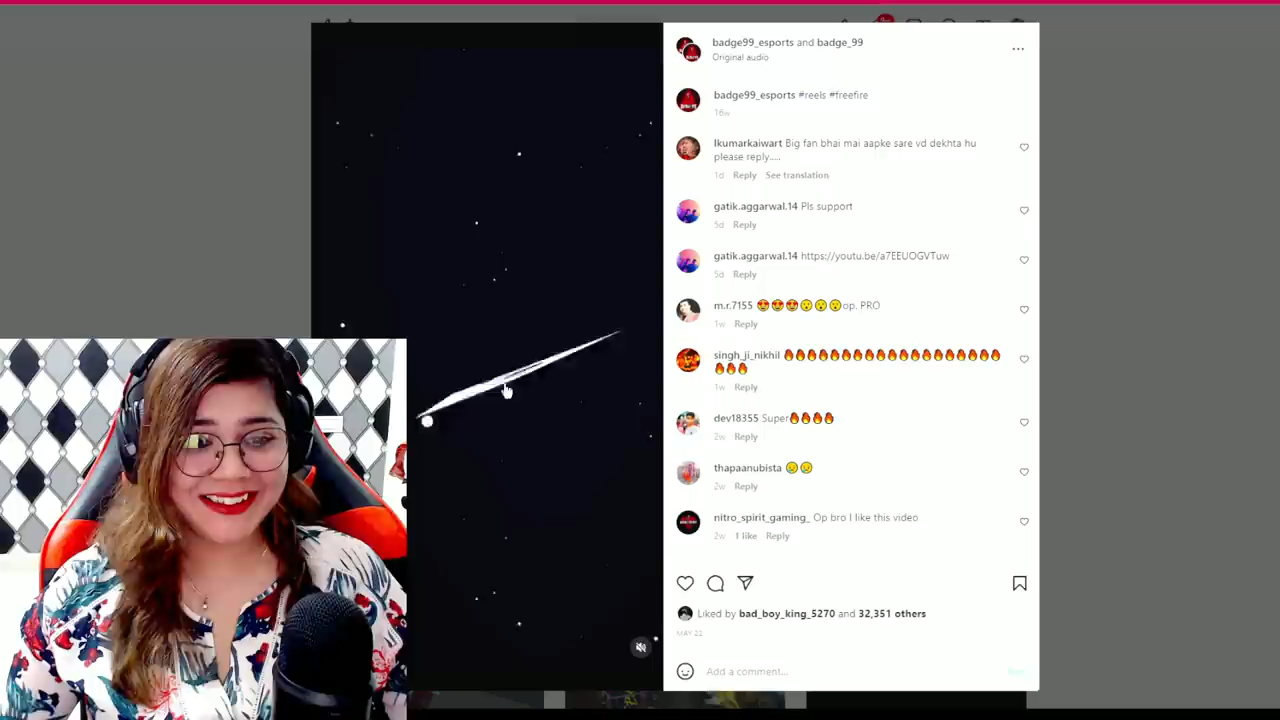 badge99_esports and badge_99
Original audio
badge99_esports #reels #freefire
16w
lkumarkaiwart Big fan bhai mai aapke sare vd dekhta hu
please reply.....
1d Reply See translation
gatik.aggarwal.14 Pls support
5d Reply
gatik.aggarwal.14 https://youtu.be/a7EEUOGVTuw
5d Reply
m.r.7155 😍😍😍😮😮😮op. PRO
1w Reply
singh_ji_nikhil 🔥🔥🔥🔥🔥🔥🔥🔥🔥🔥🔥🔥🔥🔥🔥🔥🔥🔥🔥
🔥🔥🔥
1w Reply
dev18355 Super🔥🔥🔥🔥
2w Reply
thapaanubista 😥😥
2w Reply
nitro_spirit_gaming_ Op bro I like this video
2w 1 like Reply
Liked by bad_boy_king_5270 and 32,351 others
MAY 22
Add a comment...